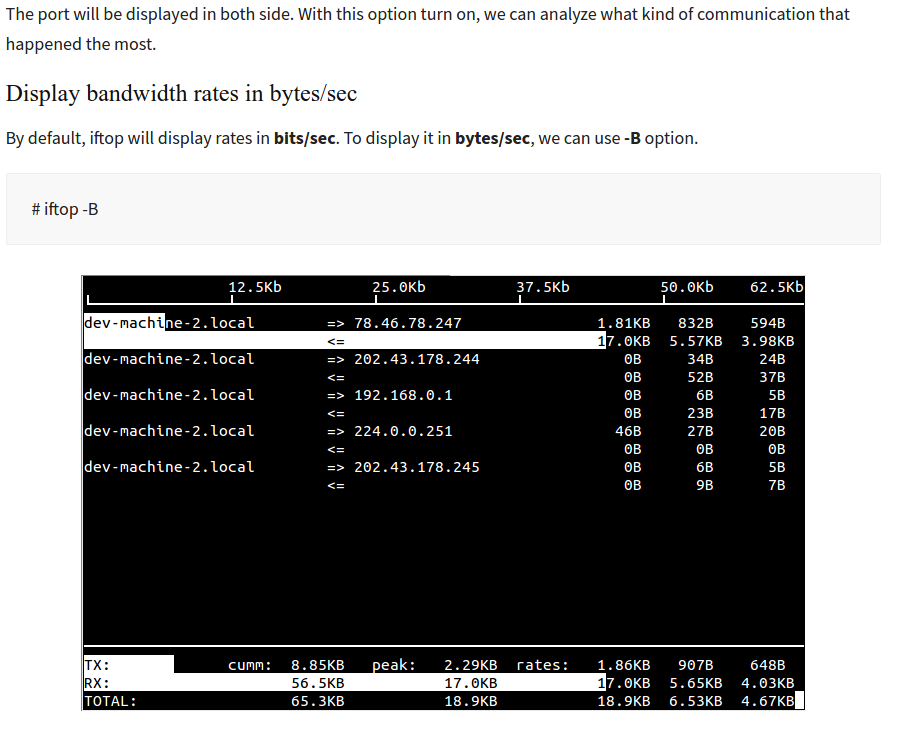 The port will be displayed in both side. With this option turn on, we can analyze what kind of communication that
happened the most.
Display bandwidth rates in bytes/sec
By default, iftop will display rates in bits/sec. To display it in bytes/sec, we can use -B option.
# iftop -B
12.5Kb 25.0Kb 37.5Kb 50.0Kb 62.5Kb
dev-machine-2.local => 78.46.78.247 1.81KB 832B 594B
<= 17.0KB 5.57KB 3.98KB
dev-machine-2.local => 202.43.178.244 0B 34B 24B
<= 0B 52B 37B
dev-machine-2.local => 192.168.0.1 0B 6B 5B
<= 0B 23B 17B
dev-machine-2.local => 224.0.0.251 46B 27B 20B
<= 0B 0B 0B
dev-machine-2.local => 202.43.178.245 0B 6B 5B
<= 0B 9B 7B
TX: cumm: 8.85KB peak: 2.29KB rates: 1.86KB 907B 648B
RX: 56.5KB 17.0KB 17.0KB 5.65KB 4.03KB
TOTAL: 65.3KB 18.9KB 18.9KB 6.53KB 4.67KB